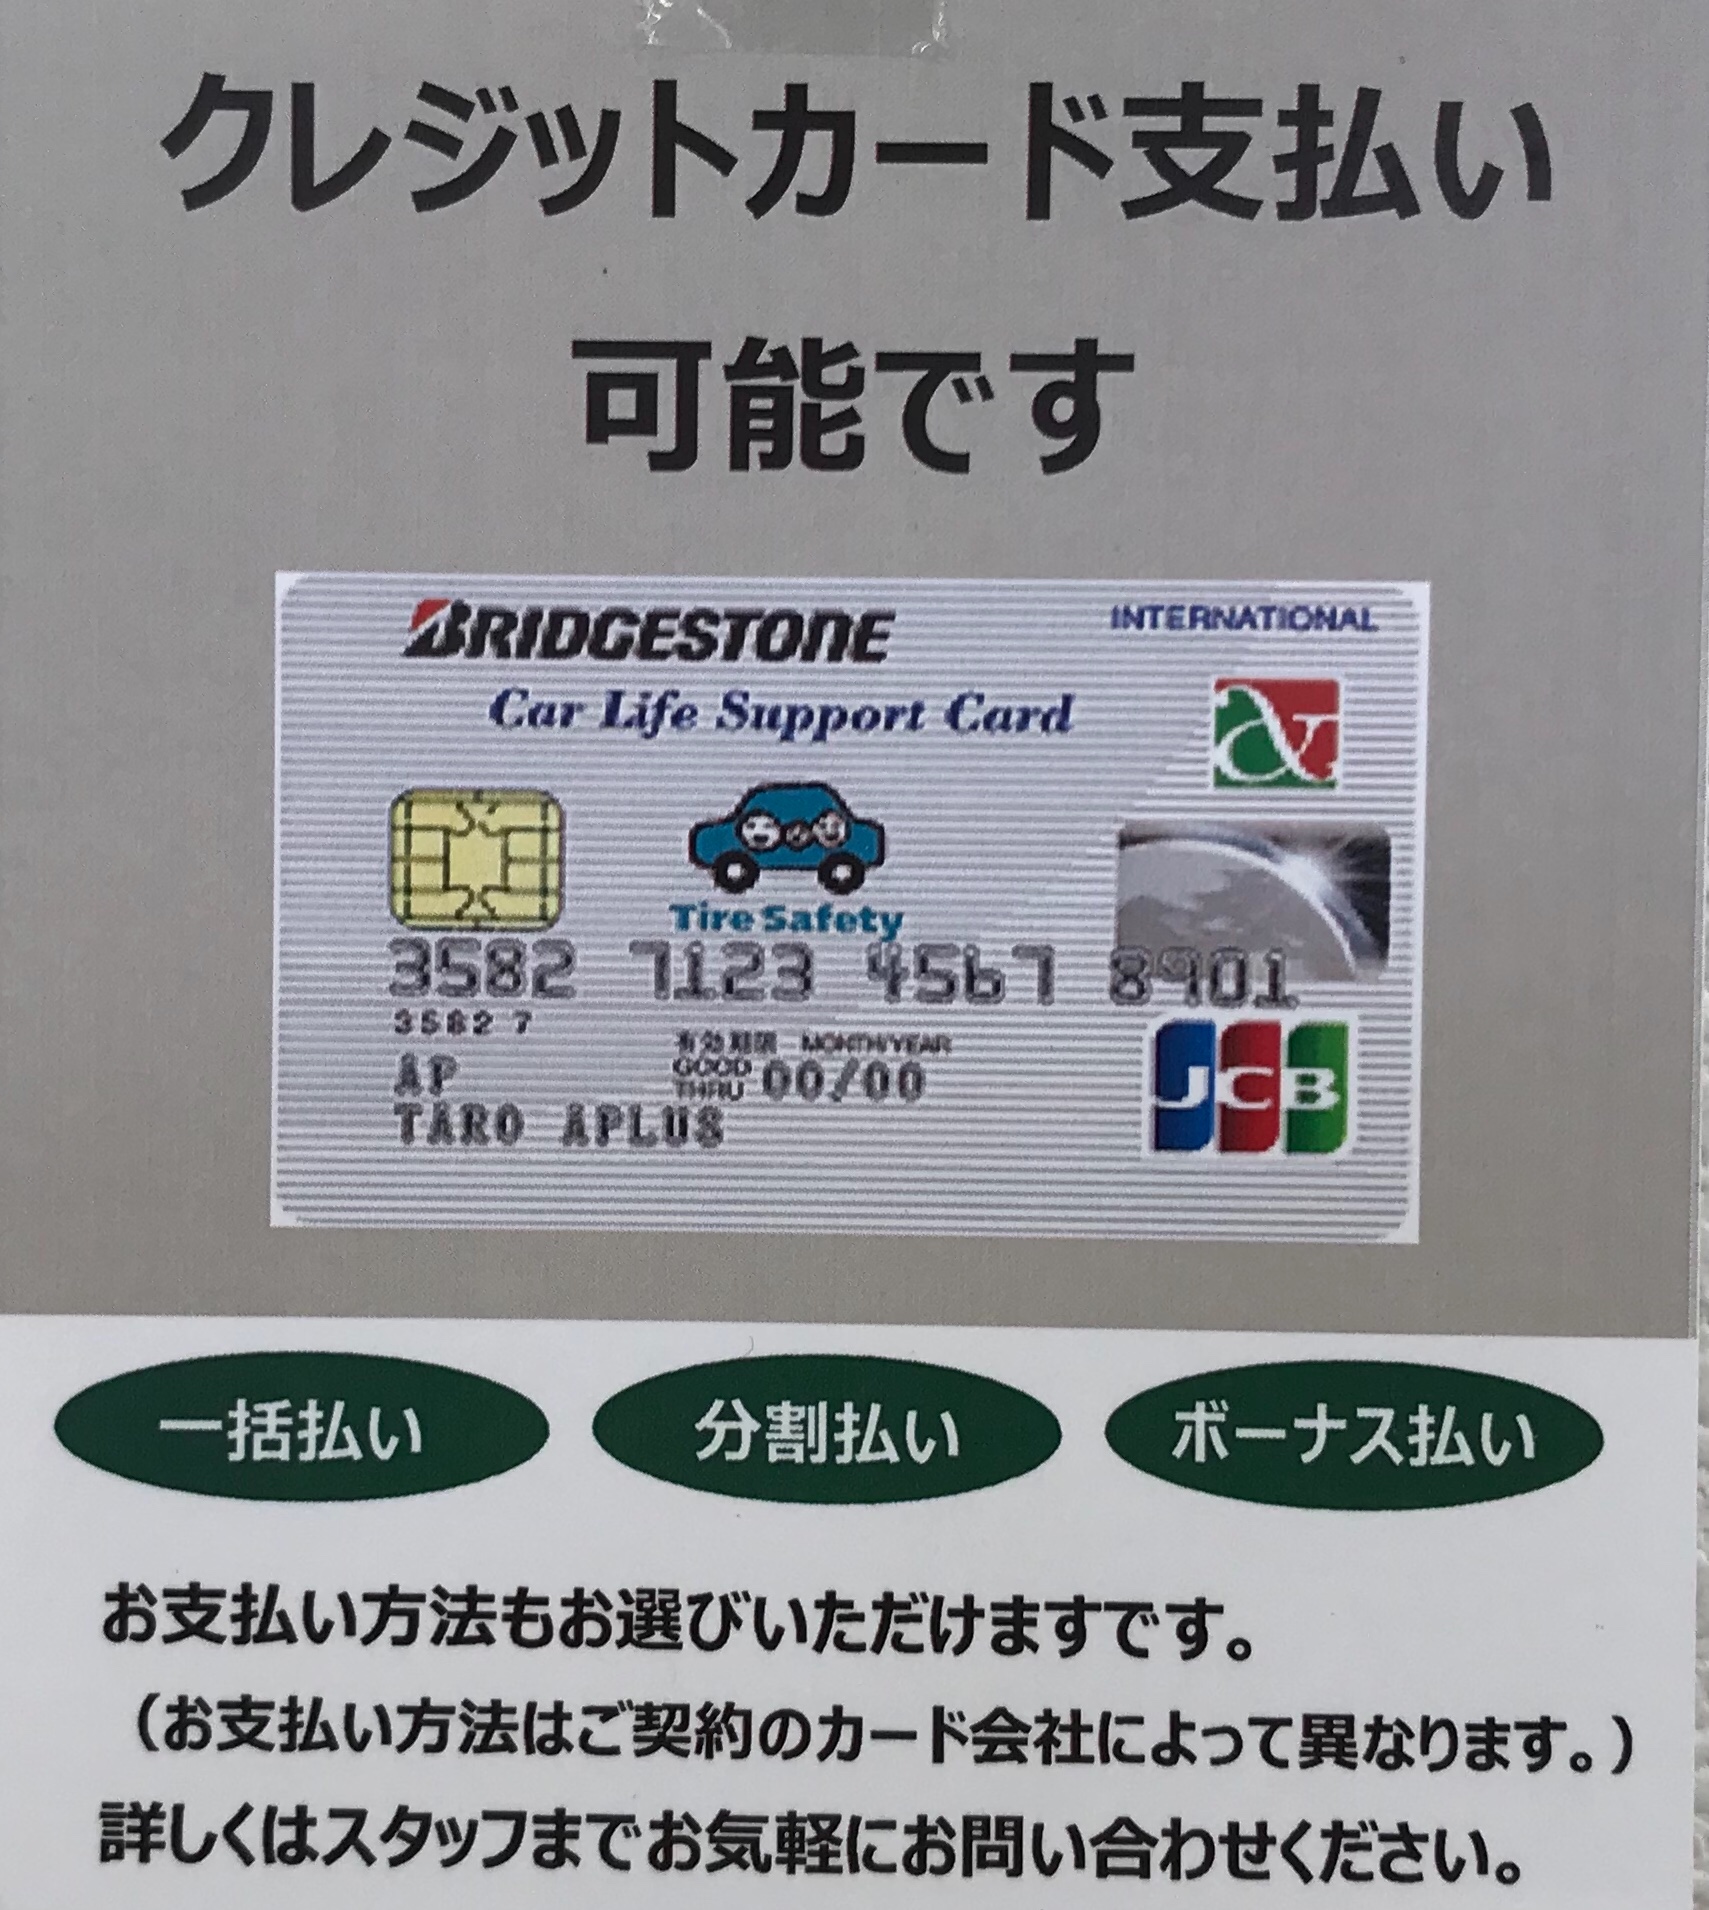 クレジットカード支払い
可能です
BRIDGESTONE
INTERNATIONAL
Car Life Support Card
Tire Safety
3582 7123 4567 8901
3582 7
有効期限 MONTH/YEAR
GOOD THRU 00/00
AP
TARO APLUS
JCB
一括払い 分割払い ボーナス払い
お支払い方法もお選びいただけますです。
（お支払い方法はご契約のカード会社によって異なります。）
詳しくはスタッフまでお気軽にお問い合わせください。